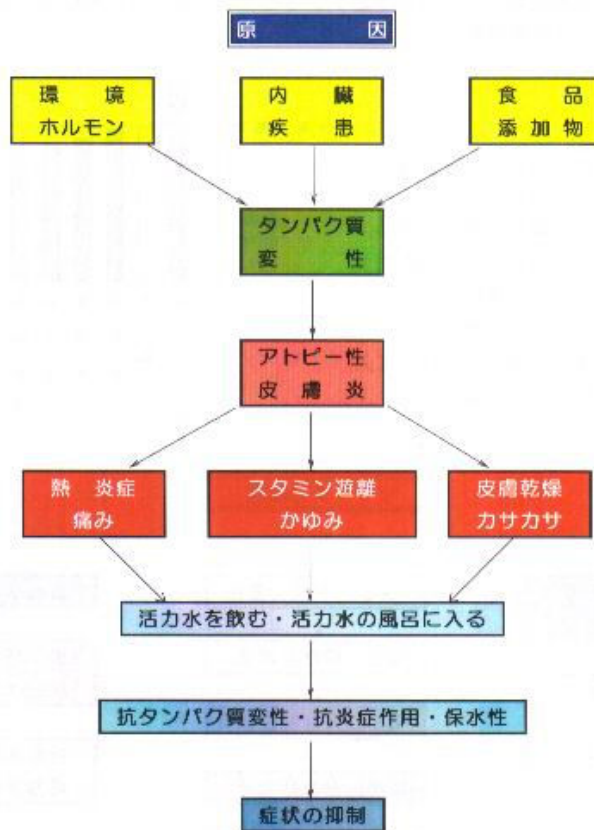 原因
環境
ホルモン
内臓
疾患
食品
添加物
タンパク質
変性
アトピー性
皮膚炎
熱 炎症
痛み
スタミン遊離
かゆみ
皮膚乾燥
カサカサ
活力水を飲む・活力水の風呂に入る
抗タンパク質変性・抗炎症作用・保水性
症状の抑制